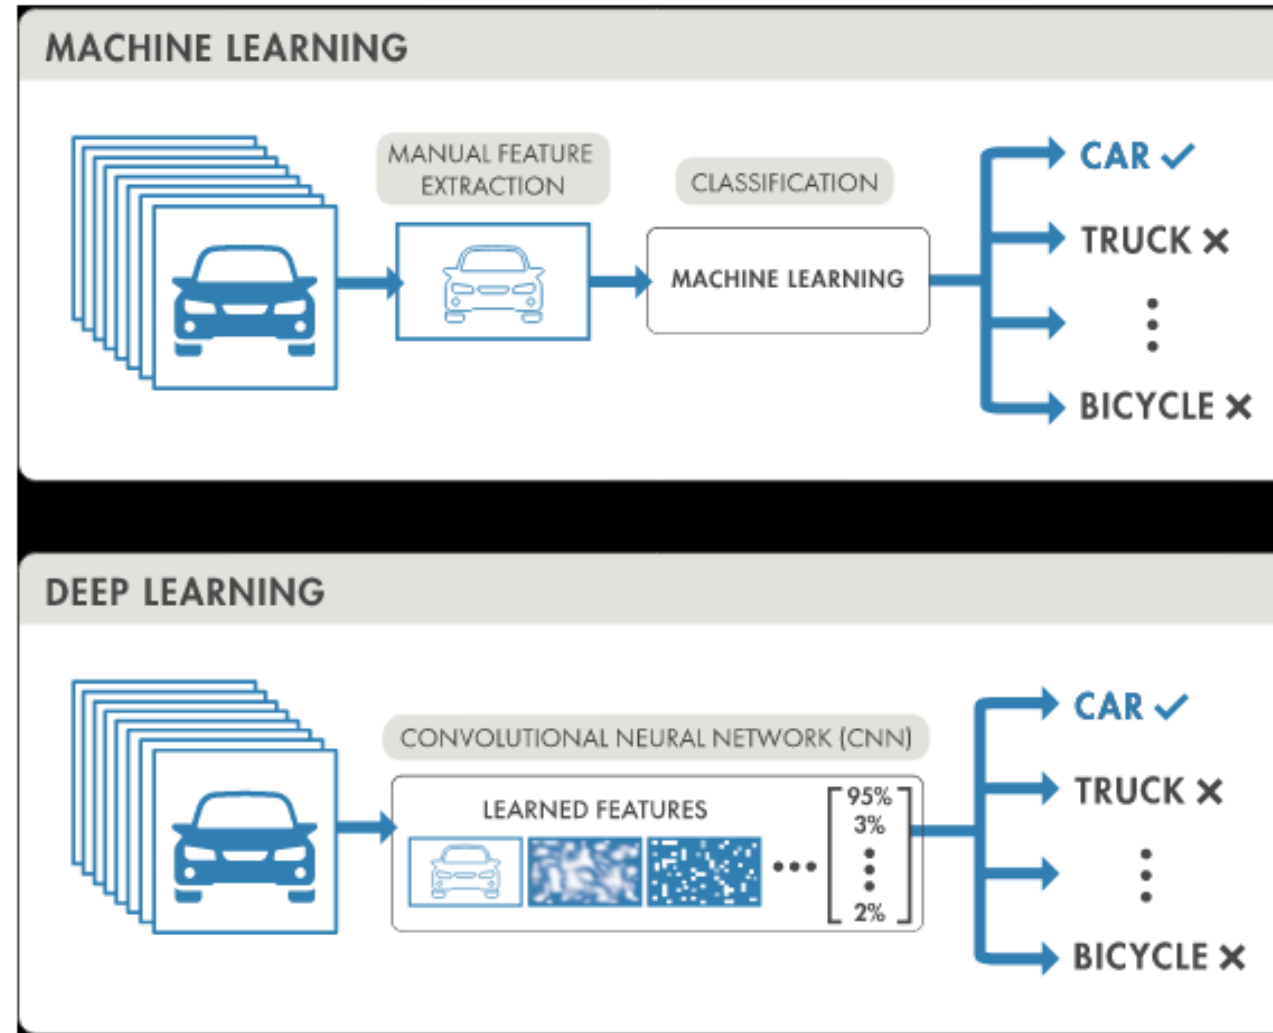 MACHINE LEARNING
MANUAL FEATURE
EXTRACTION
CLASSIFICATION
MACHINE LEARNING
CAR ✓
TRUCK ✕
BICYCLE ✕
DEEP LEARNING
CONVOLUTIONAL NEURAL NETWORK (CNN)
LEARNED FEATURES
95%
3%
2%
CAR ✓
TRUCK ✕
BICYCLE ✕